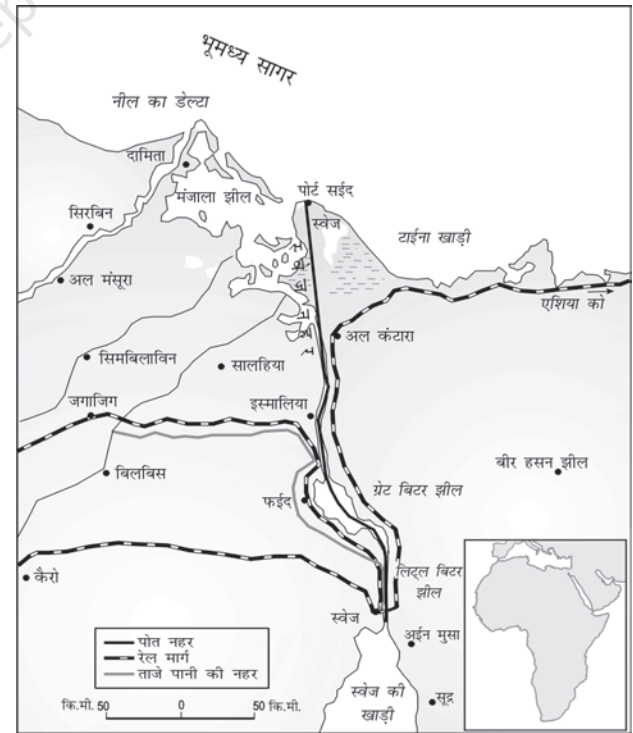 भूमध्य सागर
नील का डेल्टा
दामिता
मंजाला झील
पोर्ट सईद
स्वेज
सिरबिन
टाईना खाड़ी
अल मंसूरा
एशिया को
अल कंटारा
सिमबिलाविन
सालहिया
जगाजिग
इस्मालिया
बीर हसन झील
बिलबिस
ग्रेट बिटर झील
फईद
लिट्ल बिटर
झील
कैरो
स्वेज
अईन मुसा
पोत नहर
रेल मार्ग
ताजे पानी की नहर
स्वेज की
खाड़ी
सूद्र
कि.मी. 50 0 50 कि.मी.